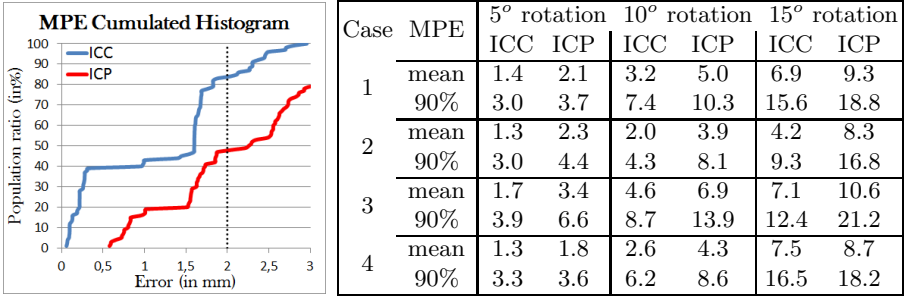 MPE Cumulated Histogram
100
90
80
70
60
50
40
30
20
10
0
ICC
ICP
Population ratio (in%)
0 0,5 1 1,5 2 2,5 3
Error (in mm)
Case MPE 5° rotation 10° rotation 15° rotation
ICC ICP ICC ICP ICC ICP
1 mean 1.4 2.1 3.2 5.0 6.9 9.3
90% 3.0 3.7 7.4 10.3 15.6 18.8
2 mean 1.3 2.3 2.0 3.9 4.2 8.3
90% 3.0 4.4 4.3 8.1 9.3 16.8
3 mean 1.7 3.4 4.6 6.9 7.1 10.6
90% 3.9 6.6 8.7 13.9 12.4 21.2
4 mean 1.3 1.8 2.6 4.3 7.5 8.7
90% 3.3 3.6 6.2 8.6 16.5 18.2